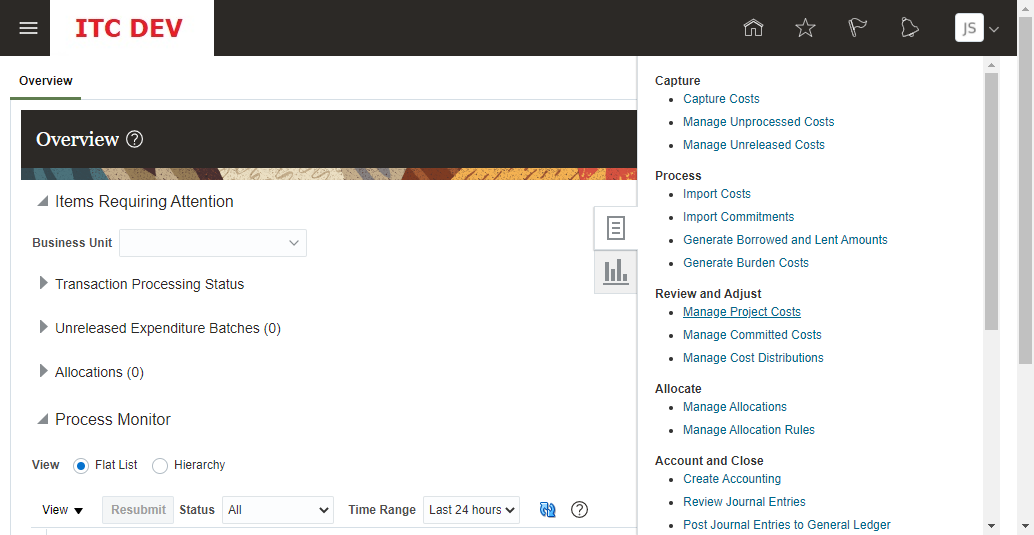 ITC DEV
JS
Overview
Overview
Items Requiring Attention
Business Unit
Transaction Processing Status
Unreleased Expenditure Batches (0)
Allocations (0)
Process Monitor
View Flat List Hierarchy
View Resubmit Status All Time Range Last 24 hours
Capture
Capture Costs
Manage Unprocessed Costs
Manage Unreleased Costs
Process
Import Costs
Import Commitments
Generate Borrowed and Lent Amounts
Generate Burden Costs
Review and Adjust
Manage Project Costs
Manage Committed Costs
Manage Cost Distributions
Allocate
Manage Allocations
Manage Allocation Rules
Account and Close
Create Accounting
Review Journal Entries
Post Journal Entries to General Ledger